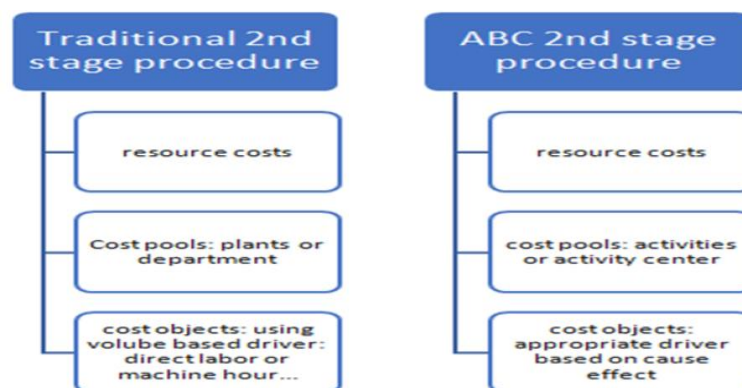 Traditional 2nd
stage procedure
resource costs
Cost pools: plants or
department
cost objects: using
volube based driver:
direct labor or
machine hour...
ABC 2nd stage
procedure
resource costs
cost pools: activities
or activity center
cost objects:
appropriate driver
based on cause
effect